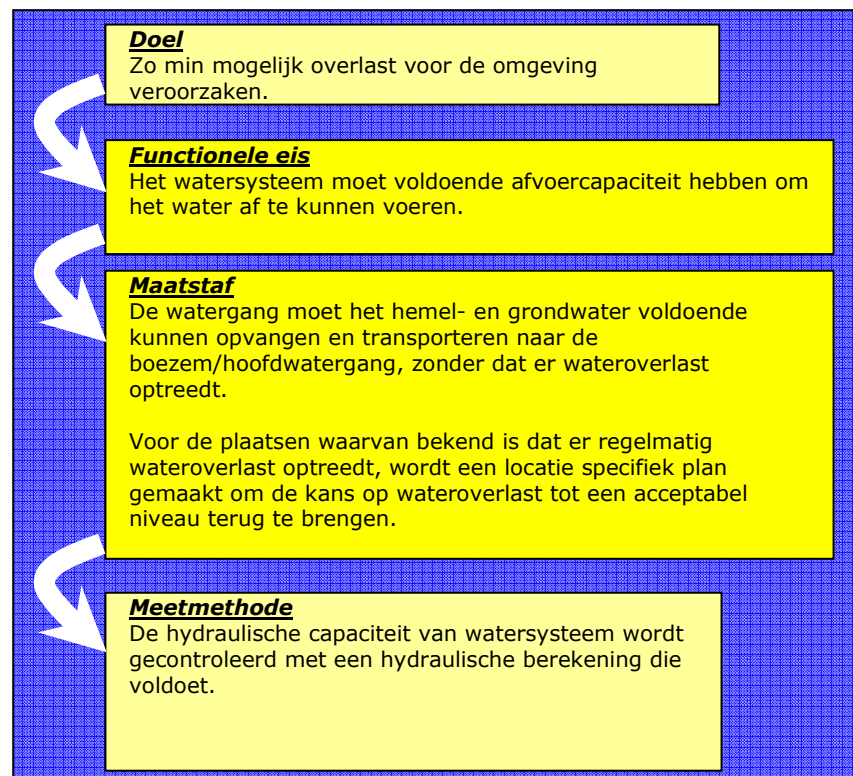 Doel
Zo min mogelijk overlast voor de omgeving
veroorzaken.
Functionele eis
Het watersysteem moet voldoende afvoercapaciteit hebben om
het water af te kunnen voeren.
Maatstaf
De watergang moet het hemel- en grondwater voldoende
kunnen opvangen en transporteren naar de
boezem/hoofdwatergang, zonder dat er wateroverlast
optreedt.
Voor de plaatsen waarvan bekend is dat er regelmatig
wateroverlast optreedt, wordt een locatie specifiek plan
gemaakt om de kans op wateroverlast tot een acceptabel
niveau terug te brengen.
Meetmethode
De hydraulische capaciteit van watersysteem wordt
gecontroleerd met een hydraulische berekening die
voldoet.